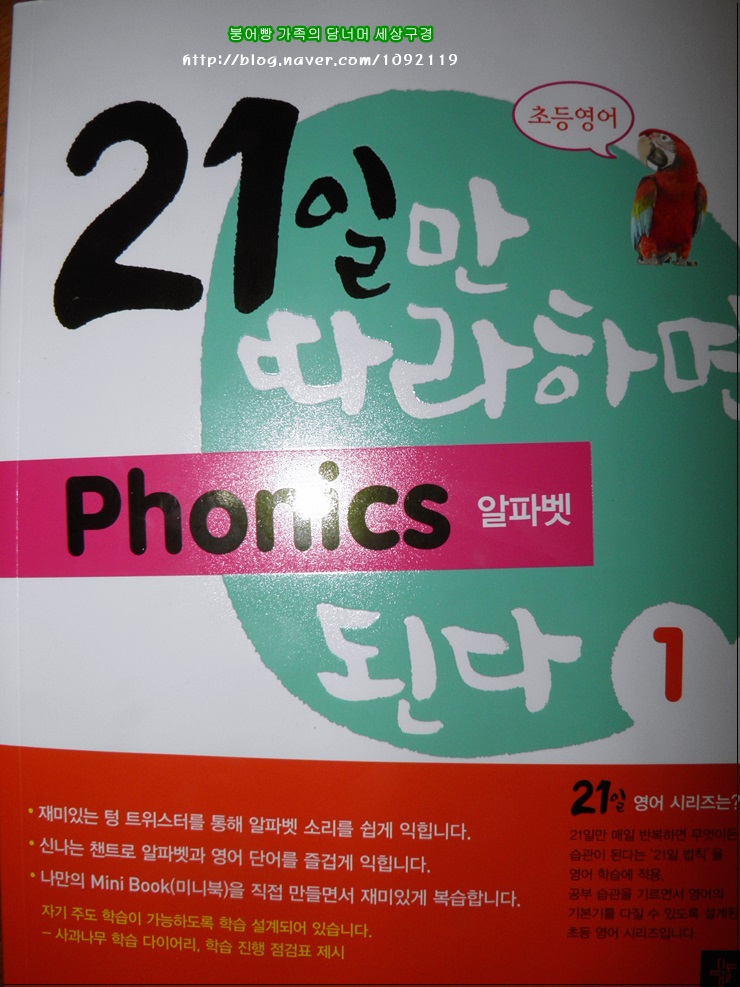 붕어빵 가족의 담너머 세상구경
http://blog.naver.com/1092119
초등영어
21일만
따라하면
Phonics 알파벳
된다 1
• 재미있는 텅 트위스터를 통해 알파벳 소리를 쉽게 익힙니다.
• 신나는 챈트로 알파벳과 영어 단어를 즐겁게 익힙니다.
• 나만의 Mini Book(미니북)을 직접 만들면서 재미있게 복습합니다.
자기 주도 학습이 가능하도록 학습 설계되어 있습니다.
– 사과나무 학습 다이어리, 학습 진행 점검표 제시
21일 영어 시리즈는?
21일만 매일 반복하면 무엇이든
습관이 된다는 '21일 법칙'을
영어 학습에 적용,
공부 습관을 기르면서 영어의
기본기를 다질 수 있도록 설계된
초등 영어 시리즈입니다.